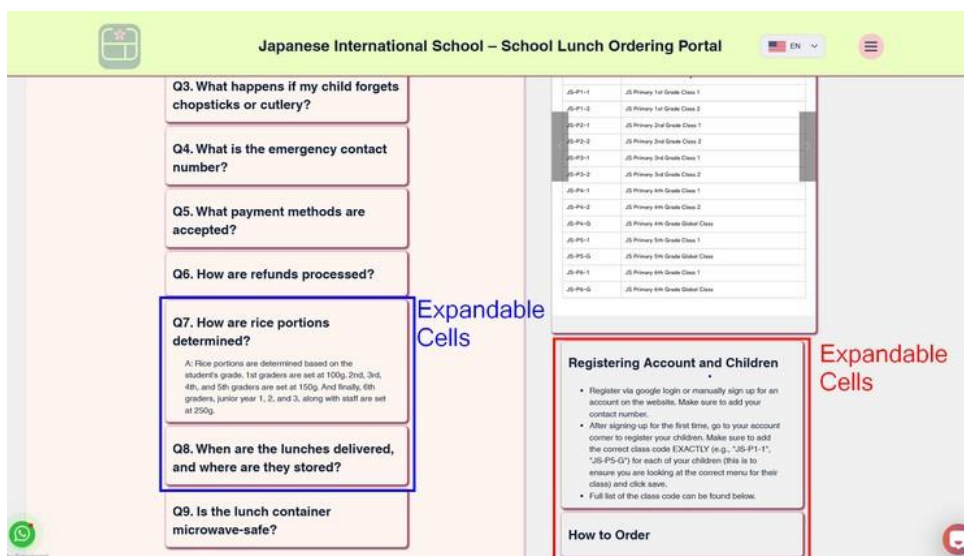 Japanese International School – School Lunch Ordering Portal
EN
Q3. What happens if my child forgets
chopsticks or cutlery?
Q4. What is the emergency contact
number?
Q5. What payment methods are
accepted?
Q6. How are refunds processed?
Q7. How are rice portions
determined?
A: Rice portions are determined based on the
student's grade. 1st graders are set at 100g. 2nd, 3rd,
4th, and 5th graders are set at 150g. And finally, 6th
graders, junior year 1, 2, and 3, along with staff are set
at 250g.
Q8. When are the lunches delivered,
and where are they stored?
Q9. Is the lunch container
microwave-safe?
Expandable
Cells
JS-P1-1 JS Primary 1st Grade Class 1
JS-P1-2 JS Primary 1st Grade Class 2
JS-P2-1 JS Primary 2nd Grade Class 1
JS-P2-2 JS Primary 2nd Grade Class 2
JS-P3-1 JS Primary 3rd Grade Class 1
JS-P3-2 JS Primary 3rd Grade Class 2
JS-P4-1 JS Primary 4th Grade Class 1
JS-P4-2 JS Primary 4th Grade Class 2
JS-P4-G JS Primary 4th Grade Global Class
JS-P5-1 JS Primary 5th Grade Class 1
JS-P5-G JS Primary 5th Grade Global Class
JS-P6-1 JS Primary 6th Grade Class 1
JS-P6-G JS Primary 6th Grade Global Class
Registering Account and Children
• Register via google login or manually sign up for an
account on the website. Make sure to add your
contact number.
• After signing-up for the first time, go to your account
corner to register your children. Make sure to add
the correct class code EXACTLY (e.g., "JS-P1-1",
"JS-P5-G") for each of your children (this is to
ensure you are looking at the correct menu for their
class) and click save.
• Full list of the class code can be found below.
How to Order
Expandable
Cells